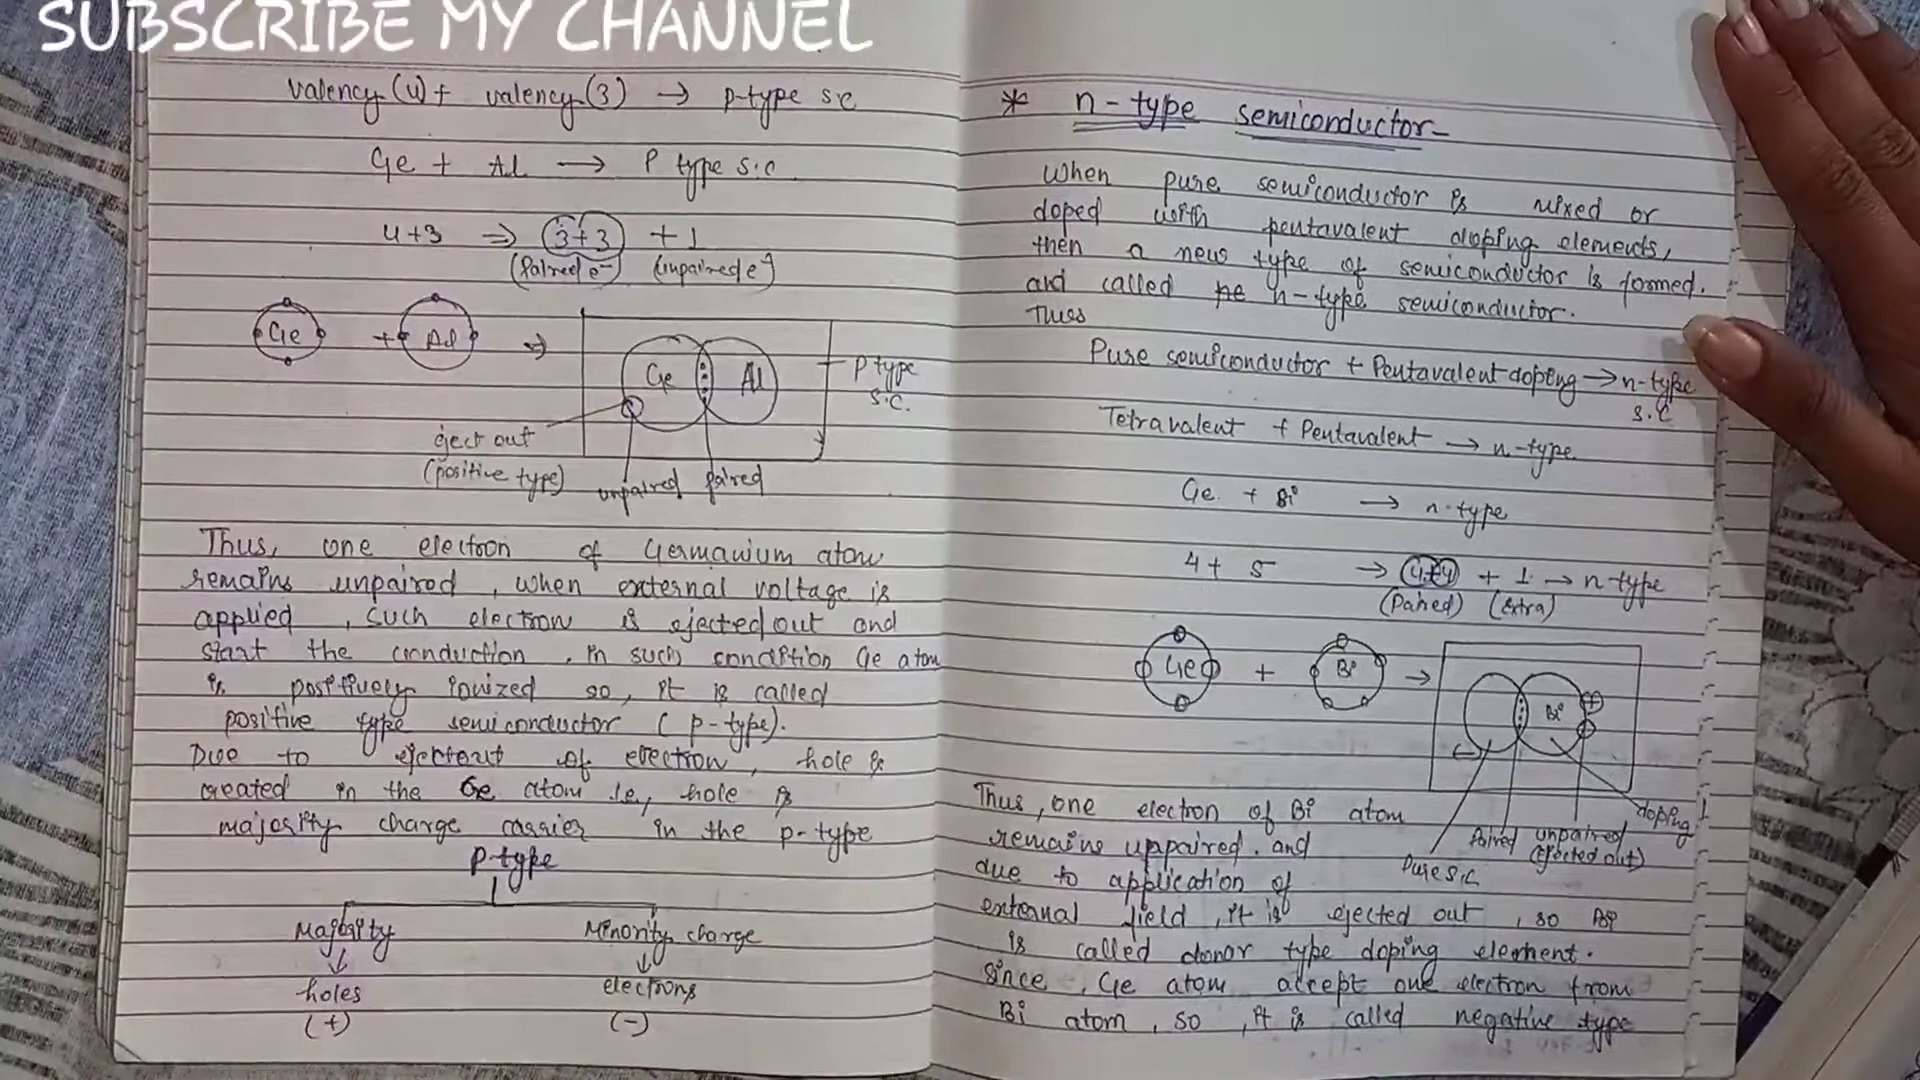 SUBSCRIBE MY CHANNEL
Valency (4) + valency (3) → p-type s.c
Ge + Al → P type s.c
4+3 ⇒ (3+3) + 1
(Paired e⁻) (unpaired e⁻)
Ge + Al ⇒ Ge Al
P type
s.c.
eject out
(positive type) unpaired paired
Thus, one electron of Germanium atom
remains unpaired, when external voltage is
applied, such electron is ejected out and
start the conduction, in such condition Ge atom
is positively ionized so, it is called
positive type semiconductor (p-type).
Due to ejectout of electron, hole is
created in the Ge atom i.e, hole is
majority charge carrier in the p-type
P-type
Majority Minority charge
↓ ↓
holes electrons
(+) (-)
* n-type semiconductor-
When pure semiconductor is mixed or
doped with pentavalent doping elements,
then a new type of semiconductor is formed.
and called n-type semiconductor.
Thus
Pure semiconductor + Pentavalent doping → n-type
s.c
Tetravalent + Pentavalent → n-type
Ge + Bi → n-type
4 + 5 → (4+4) + 1 → n-type
(Paired) (extra)
Ge + Bi → Bi
doping
Paired unpaired
(ejected out)
Pure s.c
Thus, one electron of Bi atom
remains uppaired. and
due to application of
external field, it is ejected out, so Bi
is called donor type doping element.
Since, Ge atom accept one electron from
Bi atom, so, it is called negative type